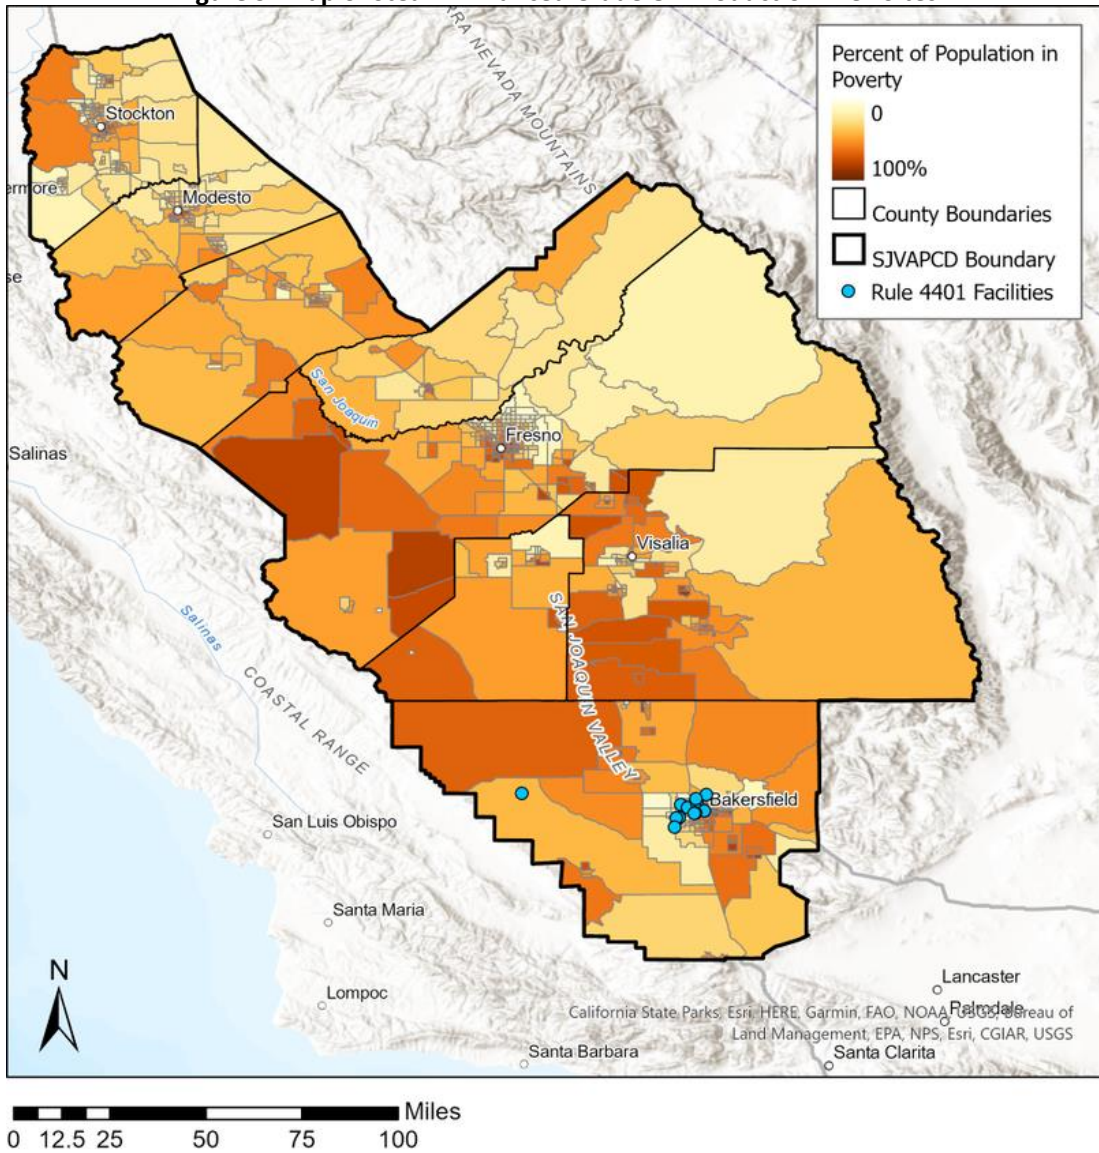 RRA NEVADA MOUNTAINS
Percent of Population in
Poverty
0
100%
County Boundaries
SJVAPCD Boundary
Rule 4401 Facilities
Stockton
ermore
Modesto
se
San Joaquin
Fresno
Salinas
Visalia
Salinas
SAN JOAQUIN VALLEY
COASTAL RANGE
Bakersfield
San Luis Obispo
Santa Maria
N
Lancaster
Lompoc
Palmdale
California State Parks, Esri, HERE, Garmin, FAO, NOAA, USGS, Bureau of
Land Management, EPA, NPS, Esri, CGIAR, USGS
Santa Barbara
Santa Clarita
Miles
0 12.5 25 50 75 100